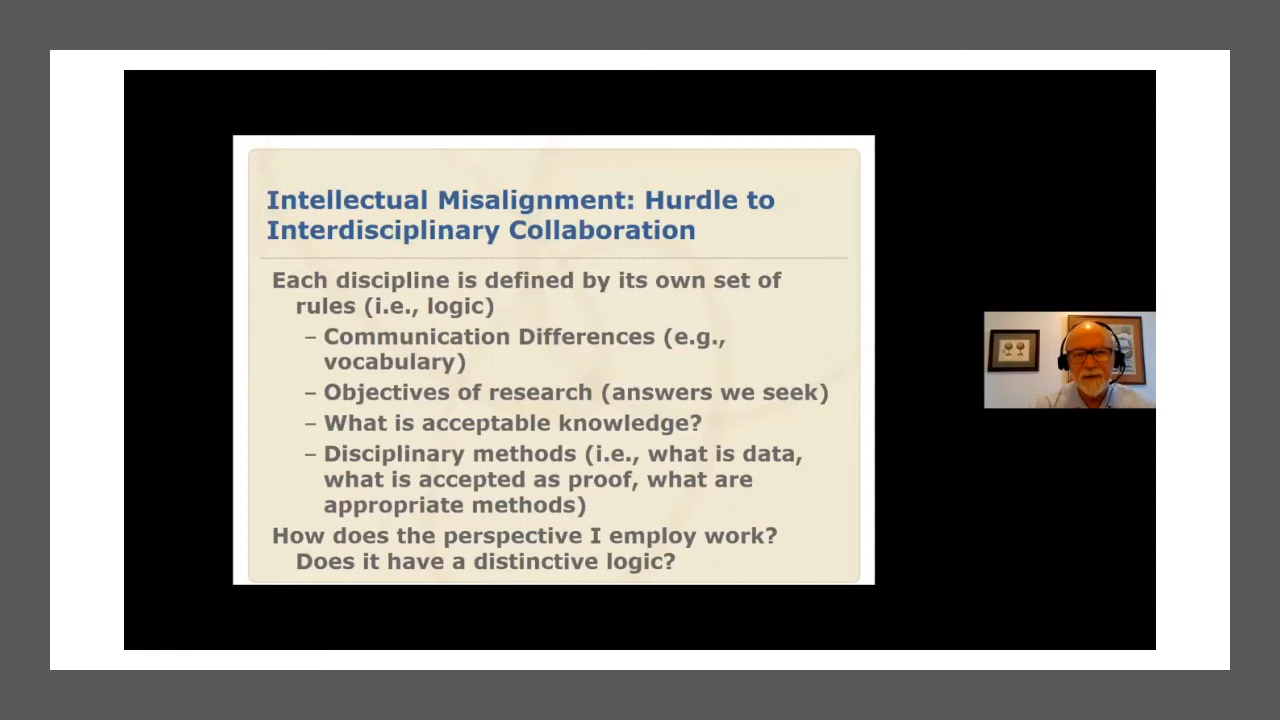 Intellectual Misalignment: Hurdle to
Interdisciplinary Collaboration
Each discipline is defined by its own set of
rules (i.e., logic)
– Communication Differences (e.g.,
vocabulary)
– Objectives of research (answers we seek)
– What is acceptable knowledge?
– Disciplinary methods (i.e., what is data,
what is accepted as proof, what are
appropriate methods)
How does the perspective I employ work?
Does it have a distinctive logic?